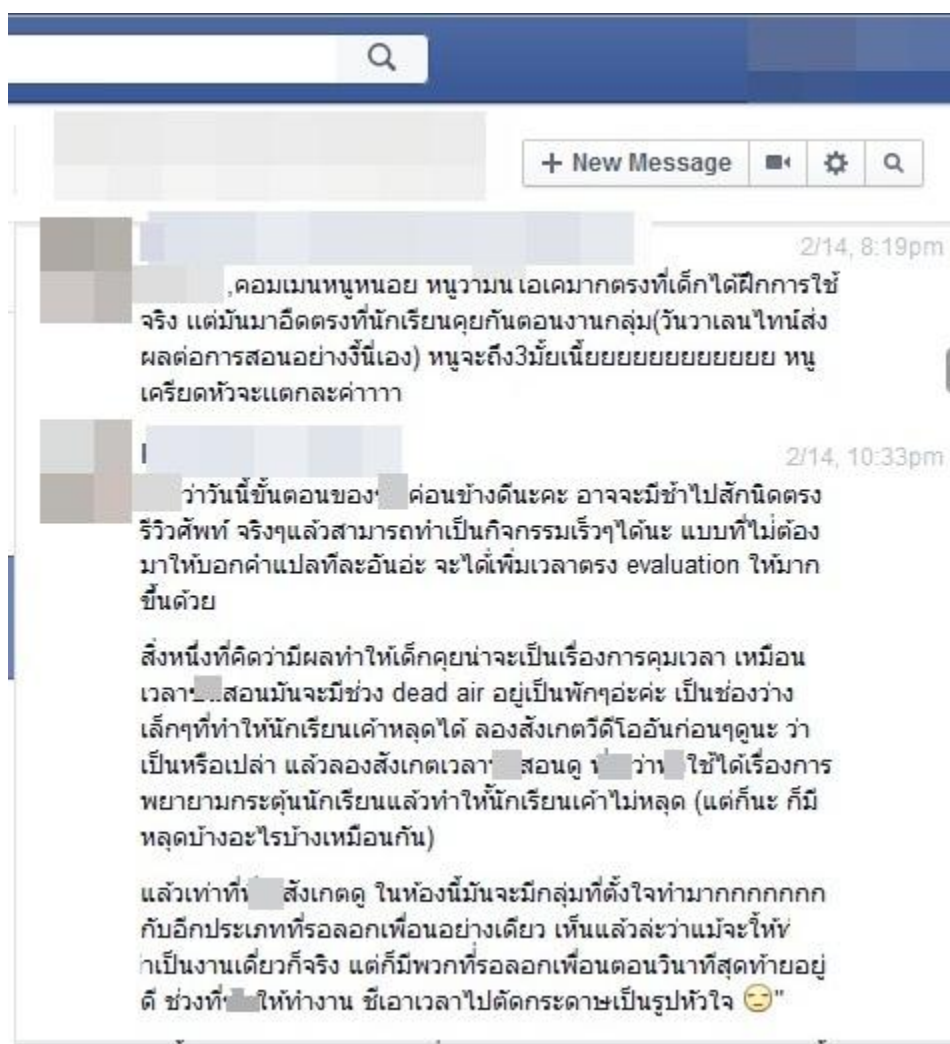 + New Message
2/14, 8:19pm
,คอมเมนหนูหนอย หนูวามนเอเคมากตรงที่เด็กได้ฝึกการใช้
จริง แต่มันมาอืดตรงที่นักเรียนคุยกันตอนงานกลุ่ม(วันวาเลนไทน์ส่ง
ผลต่อการสอนอย่างงี้นี่เอง) หนูจะถึง3มั้ยเนี้ยยยยยยยยยยยย หนู
เครียดหัวจะแตกละค่าาาา
2/14, 10:33pm
ว่าวันนี้ขั้นตอนของ ค่อนข้างดีนะคะ อาจจะมีช้าไปสักนิดตรง
รีวิวศัพท์ จริงๆแล้วสามารถทำเป็นกิจกรรมเร็วๆได้นะ แบบที่ไม่ต้อง
มาให้บอกคำแปลทีละอันอ่ะ จะได้เพิ่มเวลาตรง evaluation ให้มาก
ขึ้นด้วย
สิ่งหนึ่งที่คิดว่ามีผลทำให้เด็กคุยน่าจะเป็นเรื่องการคุมเวลา เหมือน
เวลา สอนมันจะมีช่วง dead air อยู่เป็นพักๆอ่ะค่ะ เป็นช่องว่าง
เล็กๆที่ทำให้นักเรียนเค้าหลุดได้ ลองสังเกตวีดีโออันก่อนๆดูนะ ว่า
เป็นหรือเปล่า แล้วลองสังเกตเวลา สอนดู ว่า ใช้ได้เรื่องการ
พยายามกระตุ้นนักเรียนแล้วทำให้นักเรียนเค้าไม่หลุด (แต่ก็นะ ก็มี
หลุดบ้างอะไรบ้างเหมือนกัน)
แล้วเท่าที่ สังเกตดู ในห้องนี้มันจะมีกลุ่มที่ตั้งใจทำมากกกกกกก
กับอีกประเภทที่รอลอกเพื่อนอย่างเดียว เห็นแล้วล่ะว่าแม้จะให้
เป็นงานเดี่ยวก็จริง แต่ก็มีพวกที่รอลอกเพื่อนตอนวินาทีสุดท้ายอยู่
ดี ช่วงที่ ให้ทำงาน ชีเอาเวลาไปตัดกระดาษเป็นรูปหัวใจ 😑"